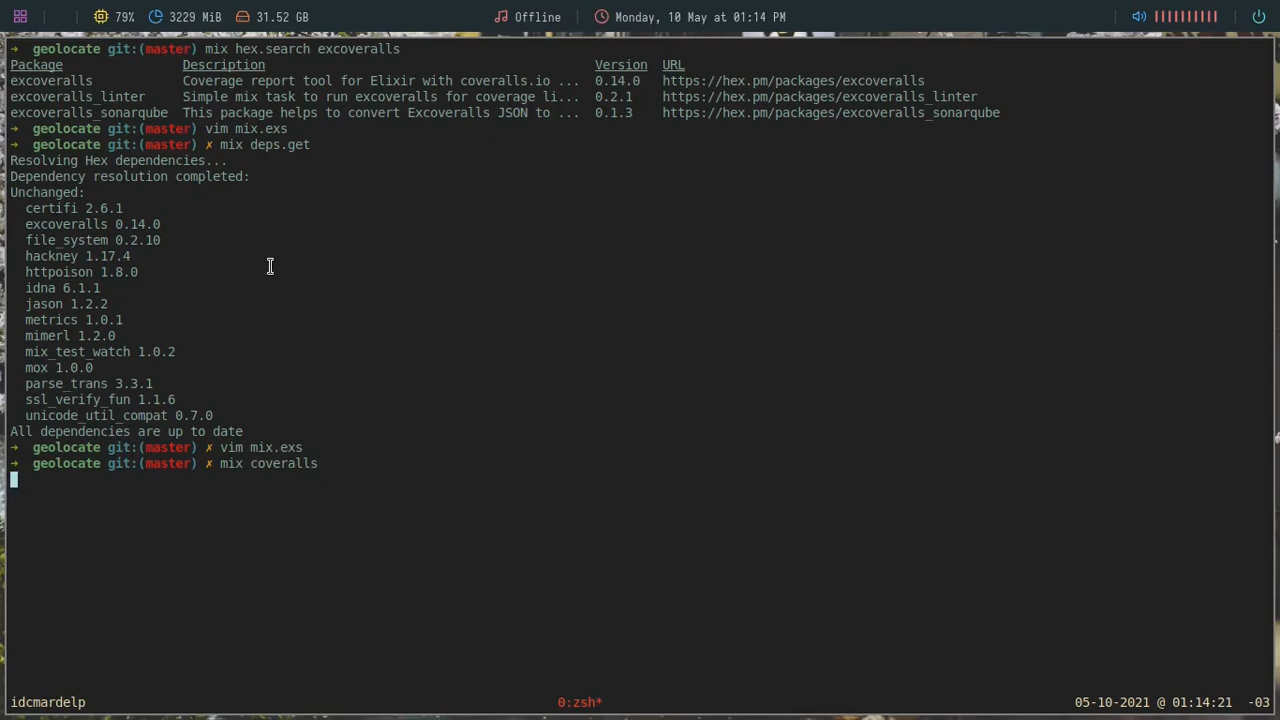 79% 3229 MiB 31.52 GB Offline Monday, 10 May at 01:14 PM
→ geolocate git:(master) mix hex.search excoveralls
Package Description Version URL
excoveralls Coverage report tool for Elixir with coveralls.io ... 0.14.0 https://hex.pm/packages/excoveralls
excoveralls_linter Simple mix task to run excoveralls for coverage li... 0.2.1 https://hex.pm/packages/excoveralls_linter
excoveralls_sonarqube This package helps to convert Excoveralls JSON to ... 0.1.3 https://hex.pm/packages/excoveralls_sonarqube
→ geolocate git:(master) vim mix.exs
→ geolocate git:(master) ✗ mix deps.get
Resolving Hex dependencies...
Dependency resolution completed:
Unchanged:
certifi 2.6.1
excoveralls 0.14.0
file_system 0.2.10
hackney 1.17.4
httpoison 1.8.0
idna 6.1.1
jason 1.2.2
metrics 1.0.1
mimerl 1.2.0
mix_test_watch 1.0.2
mox 1.0.0
parse_trans 3.3.1
ssl_verify_fun 1.1.6
unicode_util_compat 0.7.0
All dependencies are up to date
→ geolocate git:(master) ✗ vim mix.exs
→ geolocate git:(master) ✗ mix coveralls
idcmardelp 0:zsh* 05-10-2021 @ 01:14:21 -03